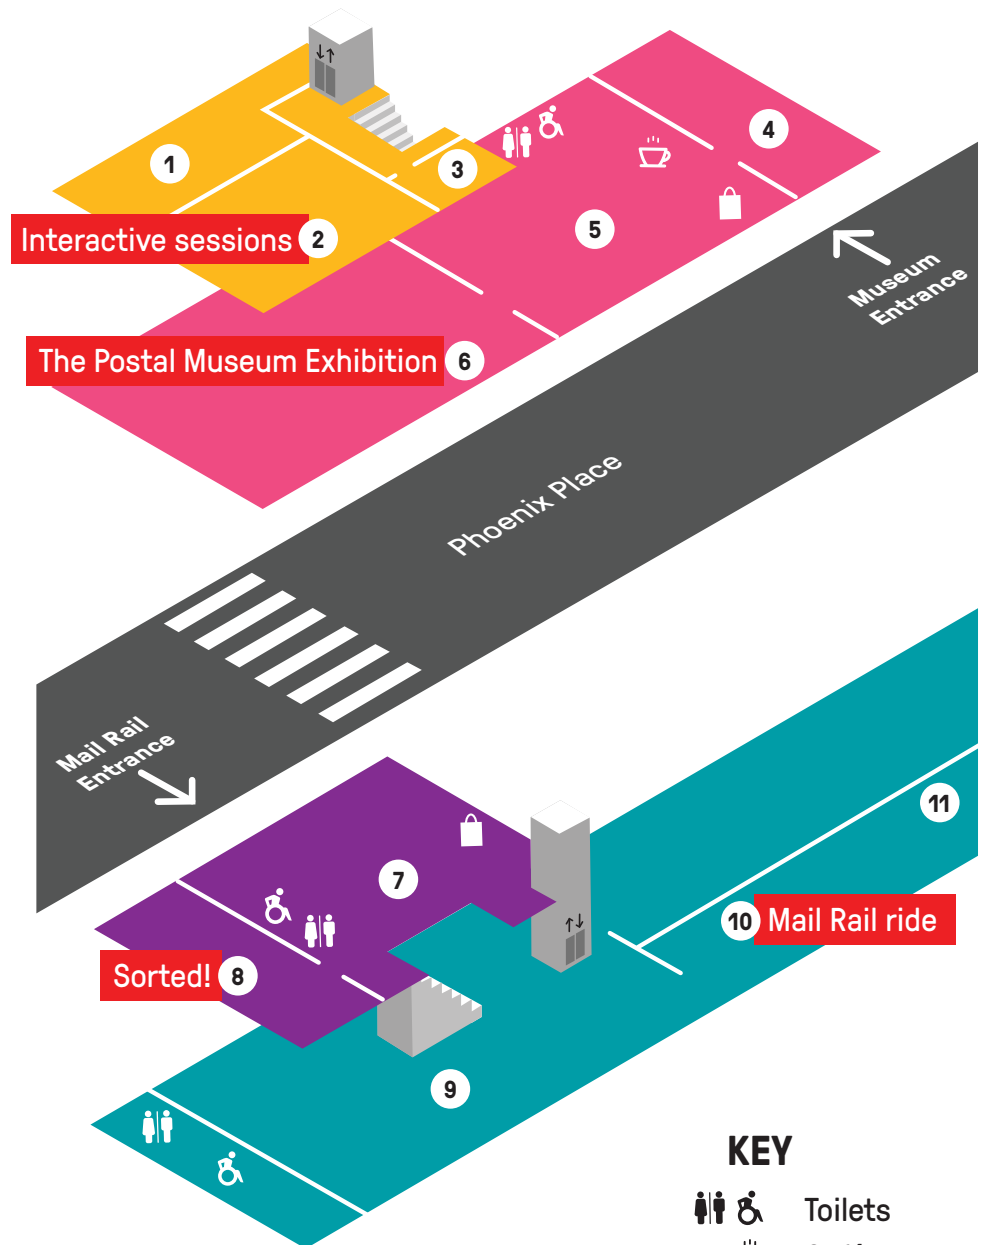 1
2
3
4
5
6
Interactive sessions
The Postal Museum Exhibition
Museum
Entrance
Phoenix Place
Mail Rail
Entrance
7
8
9
10
11
Sorted!
Mail Rail ride
KEY
Toilets